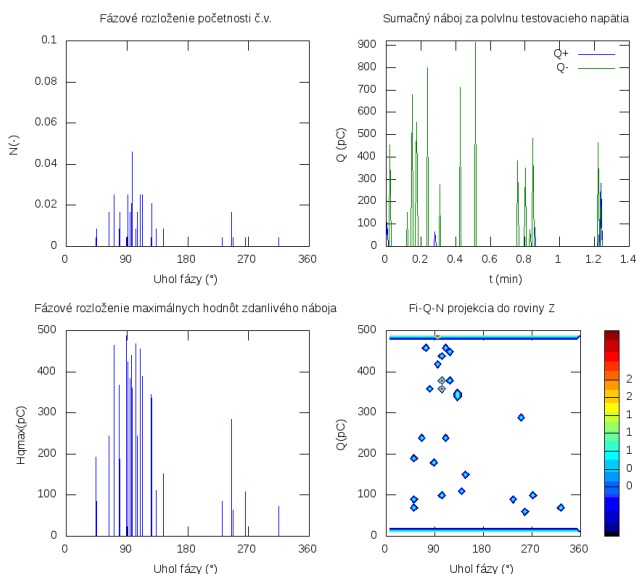 Fázové rozloženie početnosti č.v.
0.1
0.08
0.06
0.04
0.02
0
N(-)
0 90 180 270 360
Uhol fázy (°)
Sumačný náboj za polvlnu testovacieho napätia
Q+
Q-
900
800
700
600
500
400
300
200
100
0
Q (pC)
0 0.2 0.4 0.6 0.8 1 1.2 1.4
t (min)
Fázové rozloženie maximálnych hodnôt zdanlivého náboja
500
400
300
200
100
0
Hqmax(pC)
0 90 180 270 360
Uhol fázy (°)
Fi-Q-N projekcia do roviny Z
500
400
300
200
100
0
Q(pC)
0 90 180 270 360
Uhol fázy (°)
2
2
1
1
0
0